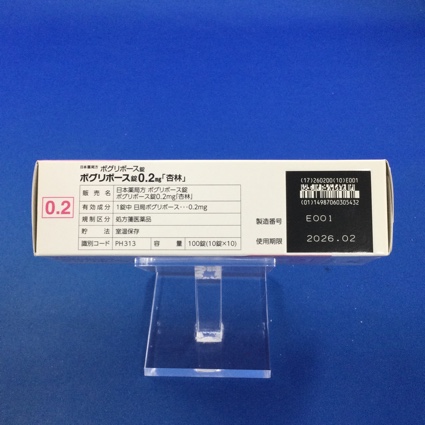 日本薬局方 ボグリボース錠
ボグリボース錠0.2mg「杏林」
0.2
販売名 日本薬局方 ボグリボース錠
ボグリボース錠0.2mg「杏林」
有効成分 1錠中 日局ボグリボース…0.2mg
規制区分 処方箋医薬品
貯法 室温保存
識別コード PH313 容量 100錠(10錠×10)
(17)260200(10)E001
(01)14987060305432
製造番号 E001
使用期限 2026.02